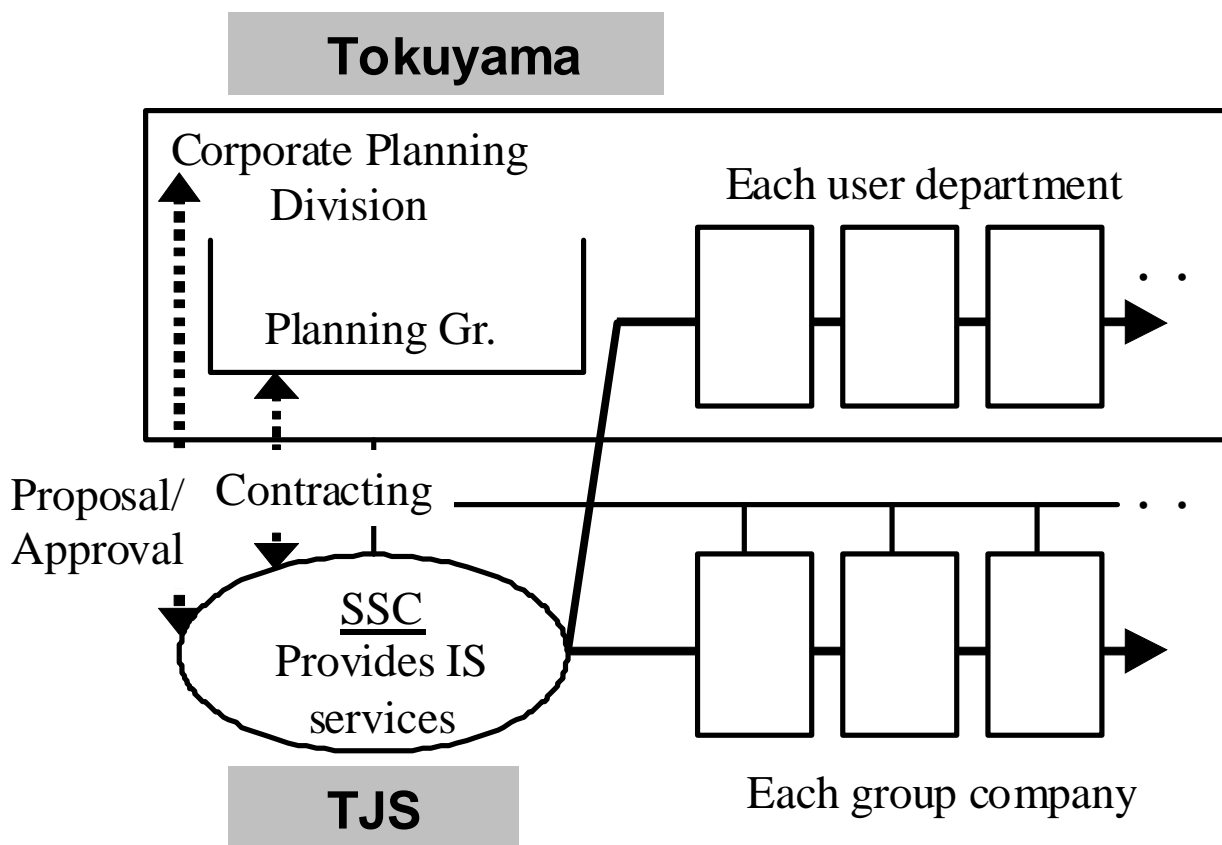 Tokuyama
Corporate Planning
Division
Each user department
Planning Gr.
. .
Proposal/
Approval
Contracting
. .
SSC
Provides IS
services
Each group company
TJS